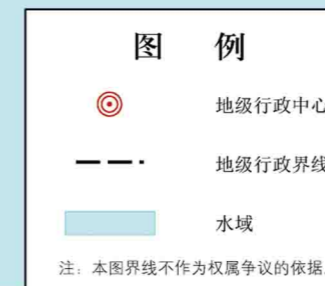 图 例
地级行政中心
地级行政界线
水域
注：本图界线不作为权属争议的依据